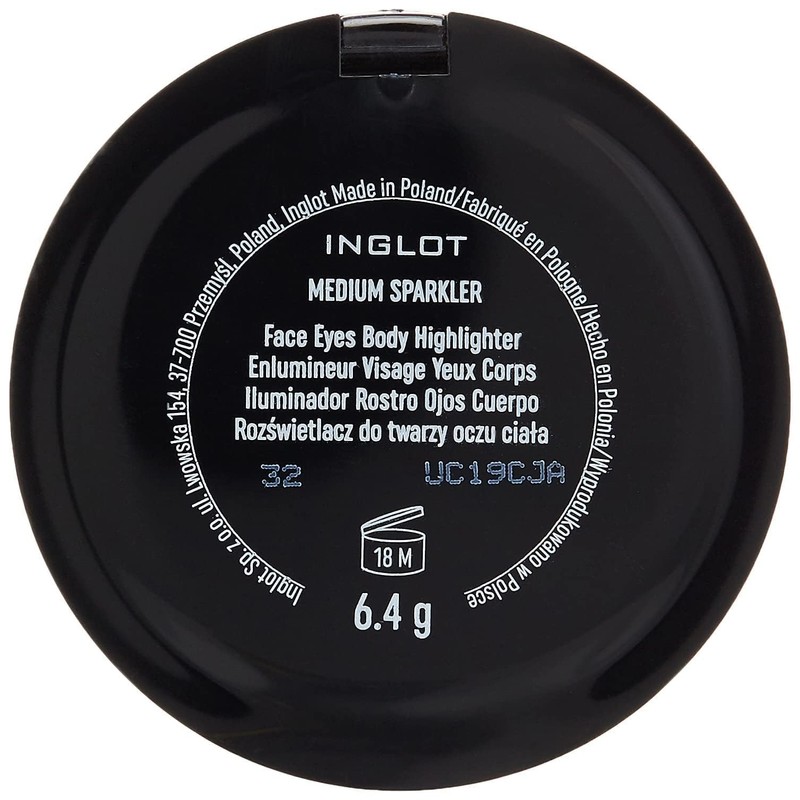 Inglot Sp. z o.o. ul. Lwowska 154, 37-700 Przemyśl, Poland, Inglot Made in Poland/Fabriqué en Pologne/Hecho en Polonia/Wyprodukowano w Polsce
INGLOT
MEDIUM SPARKLER
Face Eyes Body Highlighter
Enlumineur Visage Yeux Corps
Iluminador Rostro Ojos Cuerpo
Rozświetlacz do twarzy oczu ciała
32 UC19CJA
18 M
6.4 g